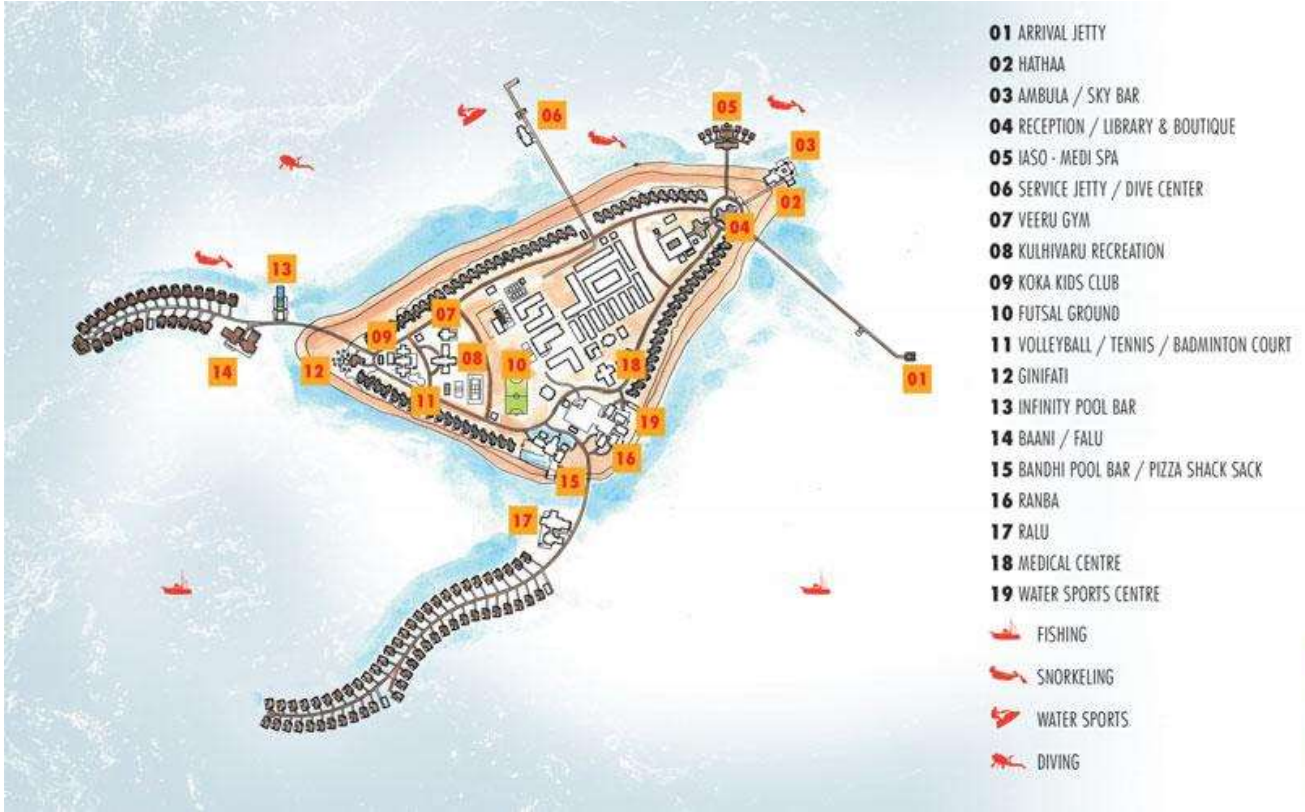 01 ARRIVAL JETTY
02 HATHAA
03 AMBULA / SKY BAR
04 RECEPTION / LIBRARY & BOUTIQUE
05 IASO - MEDI SPA
06 SERVICE JETTY / DIVE CENTER
07 VEERU GYM
08 KULHIVARU RECREATION
09 KOKA KIDS CLUB
10 FUTSAL GROUND
11 VOLLEYBALL / TENNIS / BADMINTON COURT
12 GINIFATI
13 INFINITY POOL BAR
14 BAANI / FALU
15 BANDHI POOL BAR / PIZZA SHACK SACK
16 RANBA
17 RALU
18 MEDICAL CENTRE
19 WATER SPORTS CENTRE
FISHING
SNORKELING
WATER SPORTS
DIVING
06
05
03
02
04
13
07
09
08
10
18
14
12
11
01
19
16
15
17